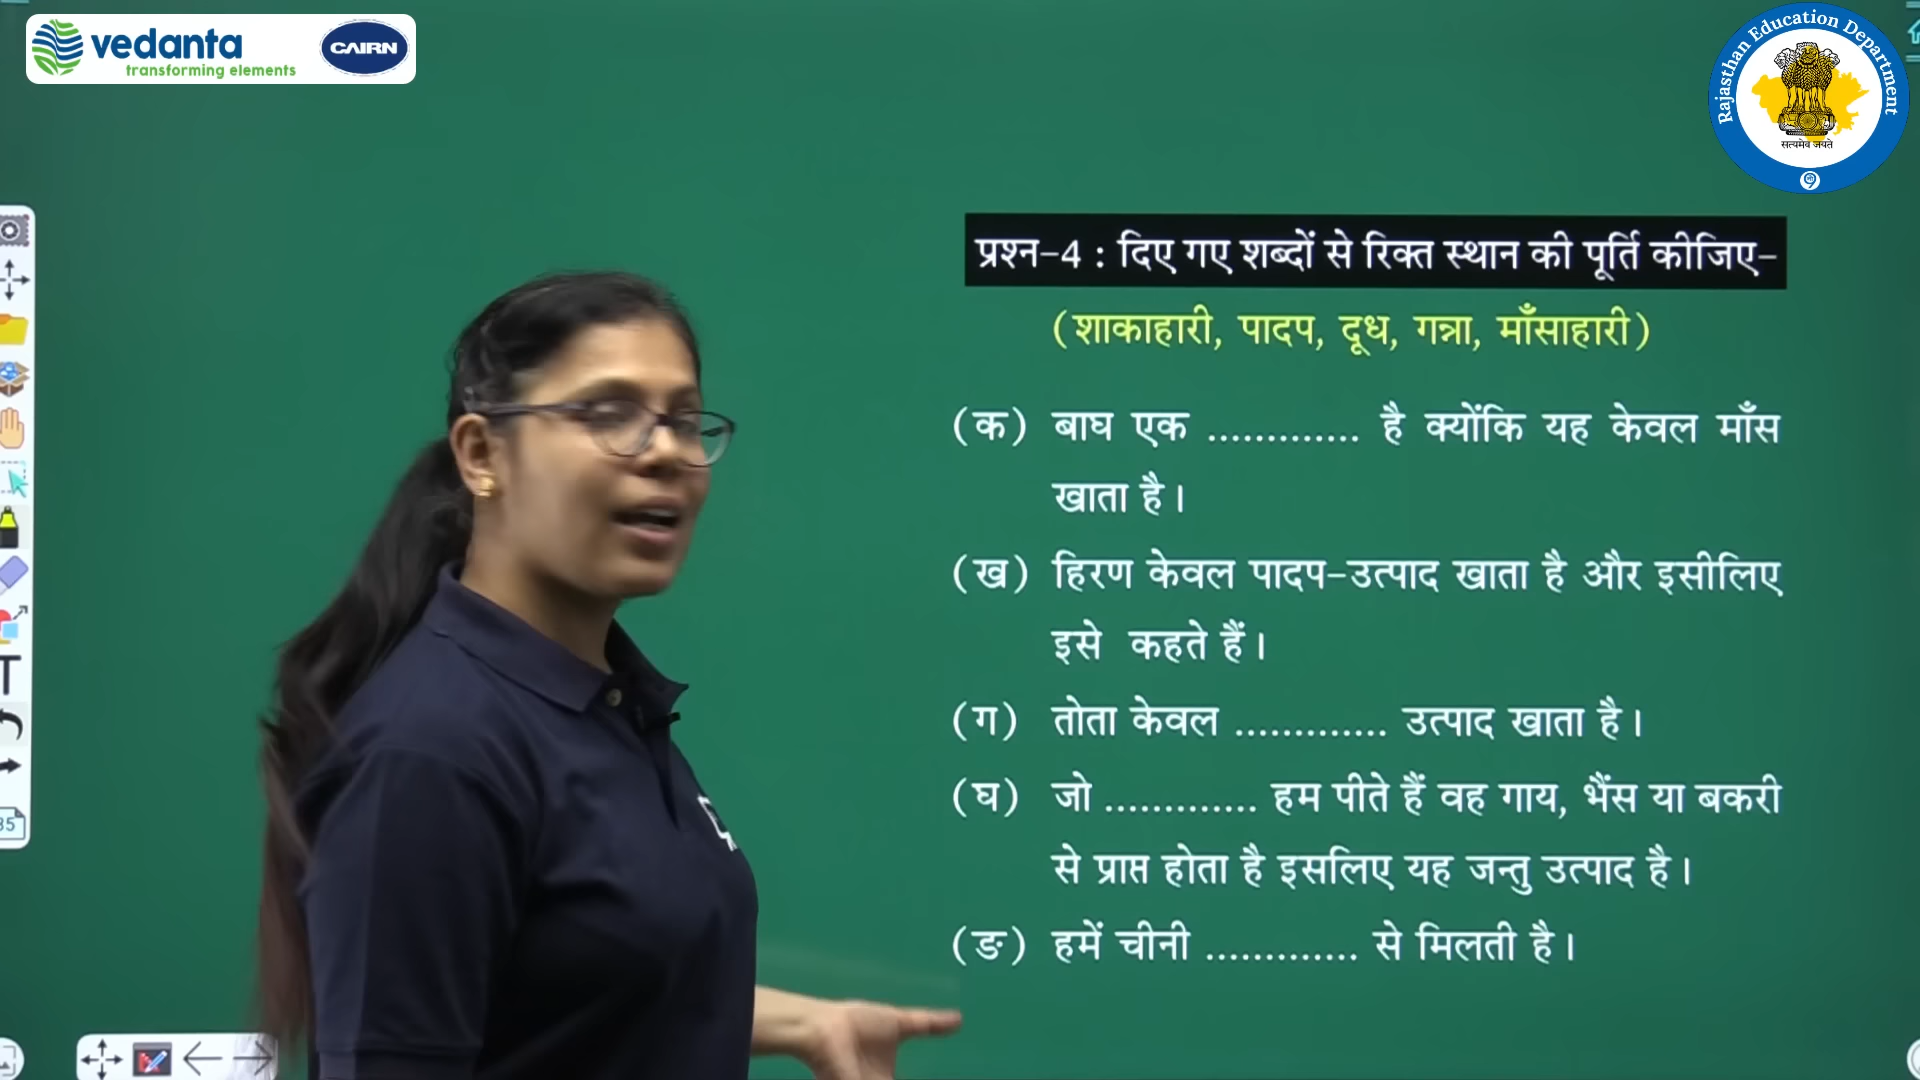 vedanta
transforming elements
CAIRN
Rajasthan Education Department
सत्यमेव जयते
प्रश्न-4 : दिए गए शब्दों से रिक्त स्थान की पूर्ति कीजिए-
(शाकाहारी, पादप, दूध, गन्ना, माँसाहारी)
(क) बाघ एक ............. है क्योंकि यह केवल माँस
खाता है।
(ख) हिरण केवल पादप-उत्पाद खाता है और इसीलिए
इसे कहते हैं।
(ग) तोता केवल ............. उत्पाद खाता है।
(घ) जो ............. हम पीते हैं वह गाय, भैंस या बकरी
से प्राप्त होता है इसलिए यह जन्तु उत्पाद है।
(ङ) हमें चीनी ............. से मिलती है।